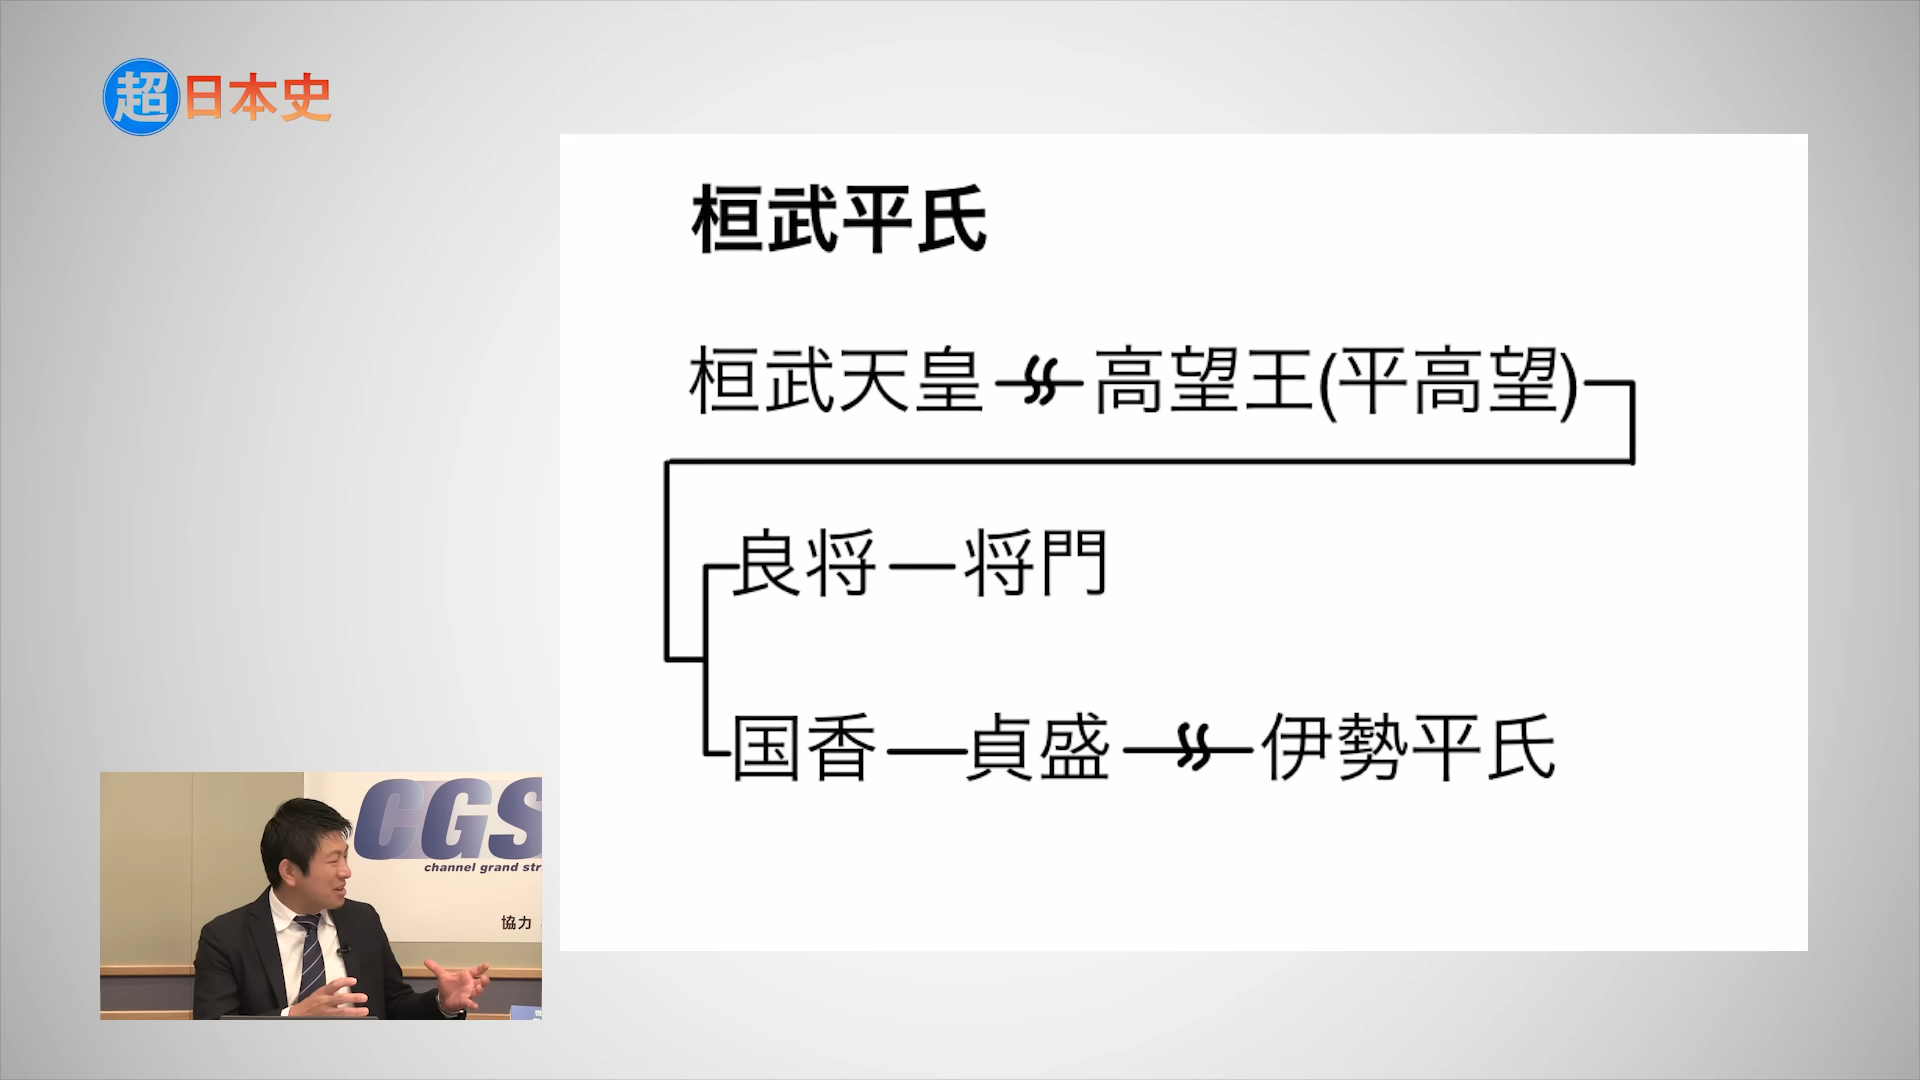 超日本史
桓武平氏
桓武天皇 高望王(平高望)
良将 将門
国香 貞盛 伊勢平氏
CGS
channel grand str
協力
世